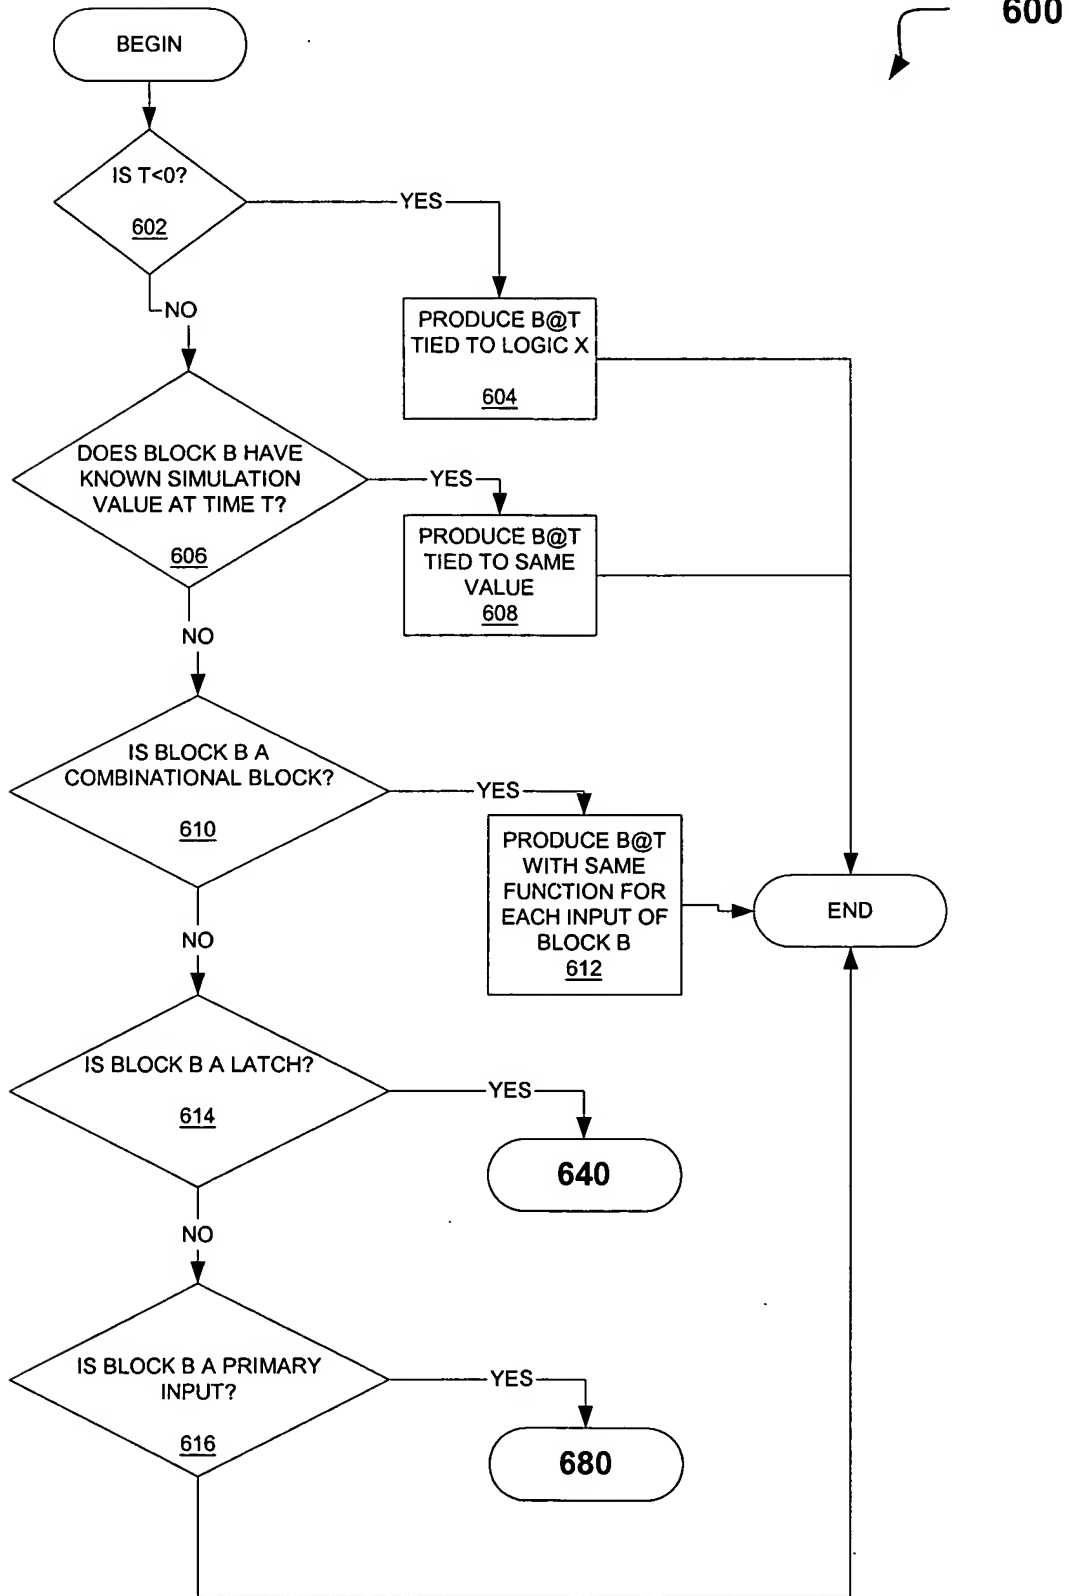 600
BEGIN
IS T<0?
602
YES
NO
PRODUCE B@T
TIED TO LOGIC X
604
DOES BLOCK B HAVE
KNOWN SIMULATION
VALUE AT TIME T?
606
YES
PRODUCE B@T
TIED TO SAME
VALUE
608
NO
IS BLOCK B A
COMBINATIONAL BLOCK?
610
YES
PRODUCE B@T
WITH SAME
FUNCTION FOR
EACH INPUT OF
BLOCK B
612
END
NO
IS BLOCK B A LATCH?
614
YES
640
NO
IS BLOCK B A PRIMARY
INPUT?
616
YES
680